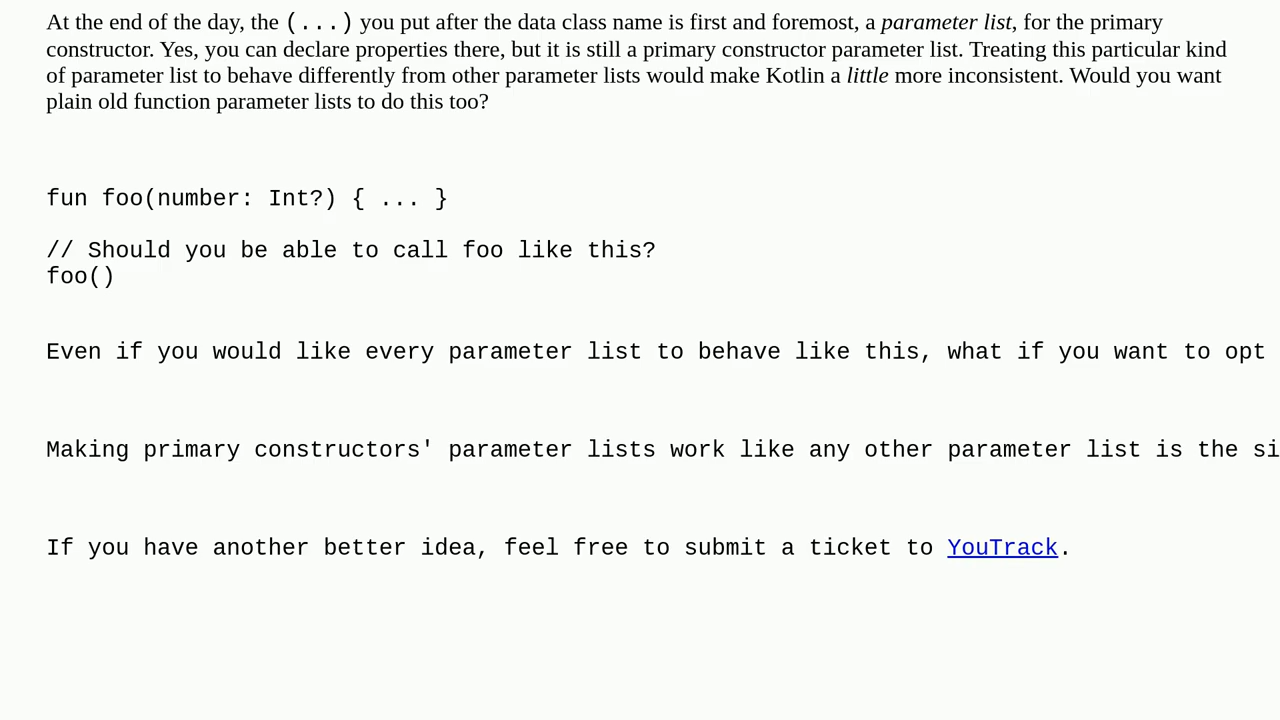 At the end of the day, the (...) you put after the data class name is first and foremost, a parameter list, for the primary
constructor. Yes, you can declare properties there, but it is still a primary constructor parameter list. Treating this particular kind
of parameter list to behave differently from other parameter lists would make Kotlin a little more inconsistent. Would you want
plain old function parameter lists to do this too?
fun foo(number: Int?) { ... }
// Should you be able to call foo like this?
foo()
Even if you would like every parameter list to behave like this, what if you want to opt
Making primary constructors' parameter lists work like any other parameter list is the si
If you have another better idea, feel free to submit a ticket to YouTrack.